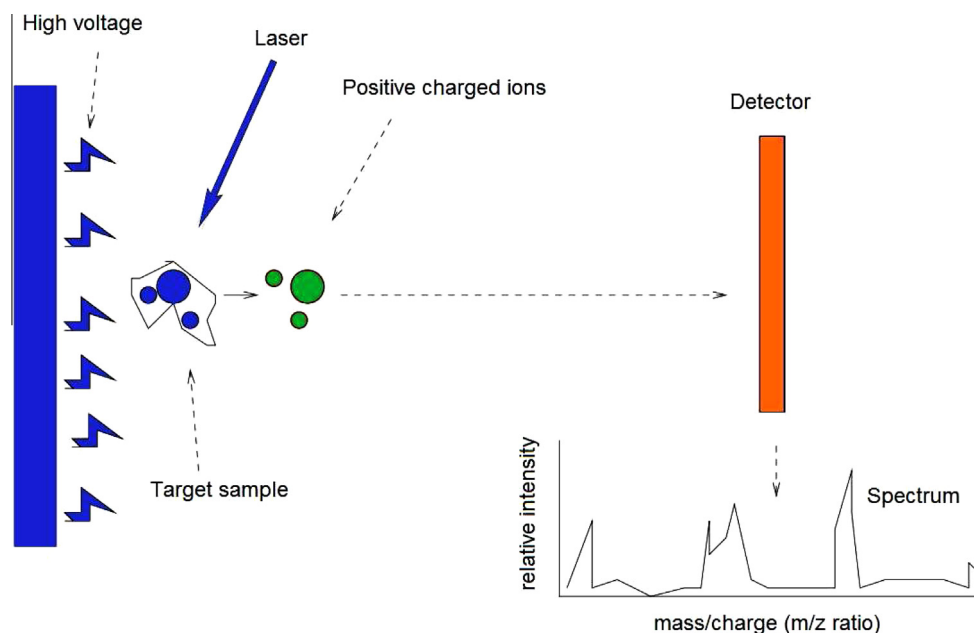 High voltage
Laser
Positive charged ions
Detector
Target sample
Spectrum
relative intensity
mass/charge (m/z ratio)